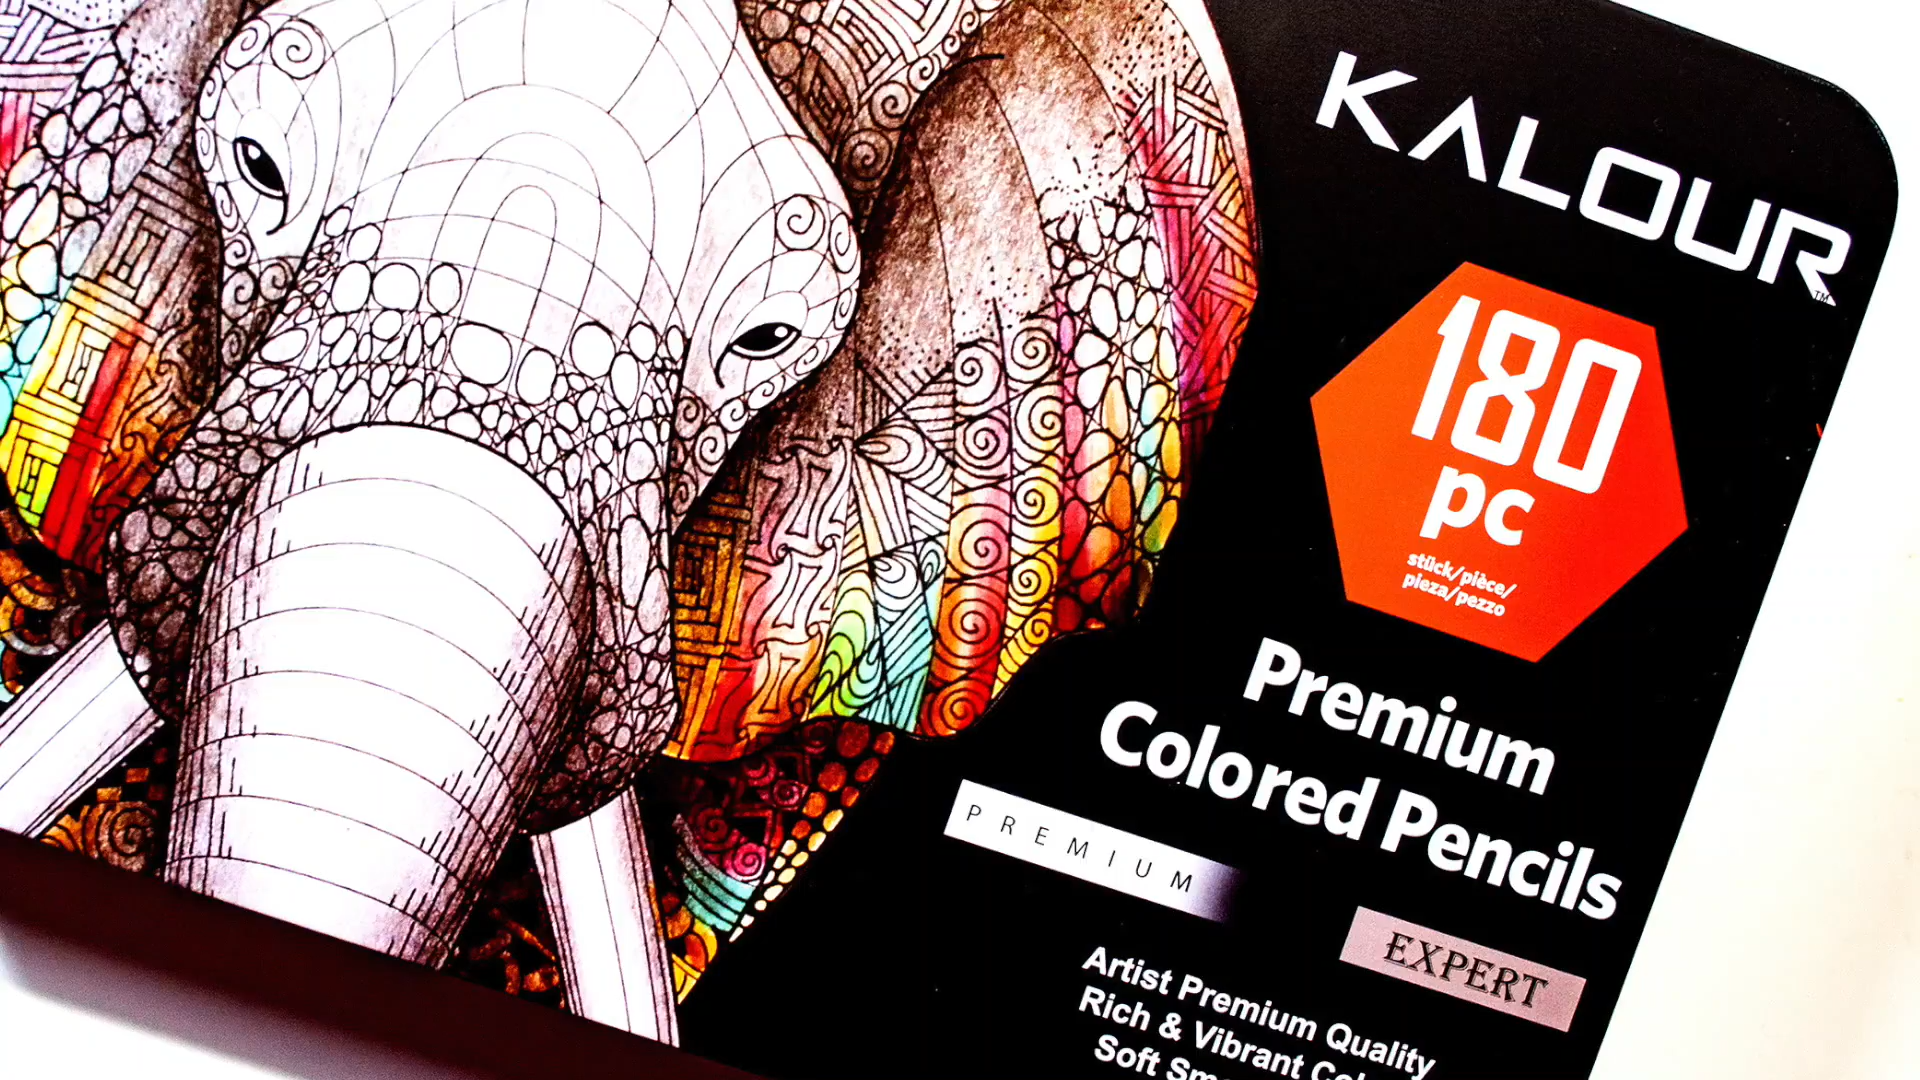 KALOUR
TM
180
pc
stück/pièce/
pieza/pezzo
Premium
Colored Pencils
PREMIUM
EXPERT
Artist Premium Quality
Rich & Vibrant
Soft